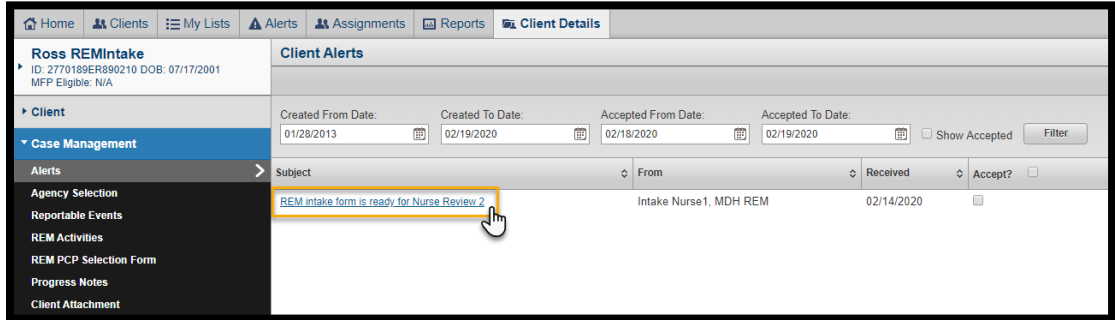 Home Clients My Lists Alerts Assignments Reports Client Details
Ross REMIntake
ID: 2770189ER890210 DOB: 07/17/2001
MFP Eligible: N/A
Client
Case Management
Alerts
Agency Selection
Reportable Events
REM Activities
REM PCP Selection Form
Progress Notes
Client Attachment
Client Alerts
Created From Date: Created To Date: Accepted From Date: Accepted To Date:
01/28/2013 02/19/2020 02/18/2020 02/19/2020 Show Accepted Filter
Subject From Received Accept?
REM intake form is ready for Nurse Review 2 Intake Nurse1, MDH REM 02/14/2020